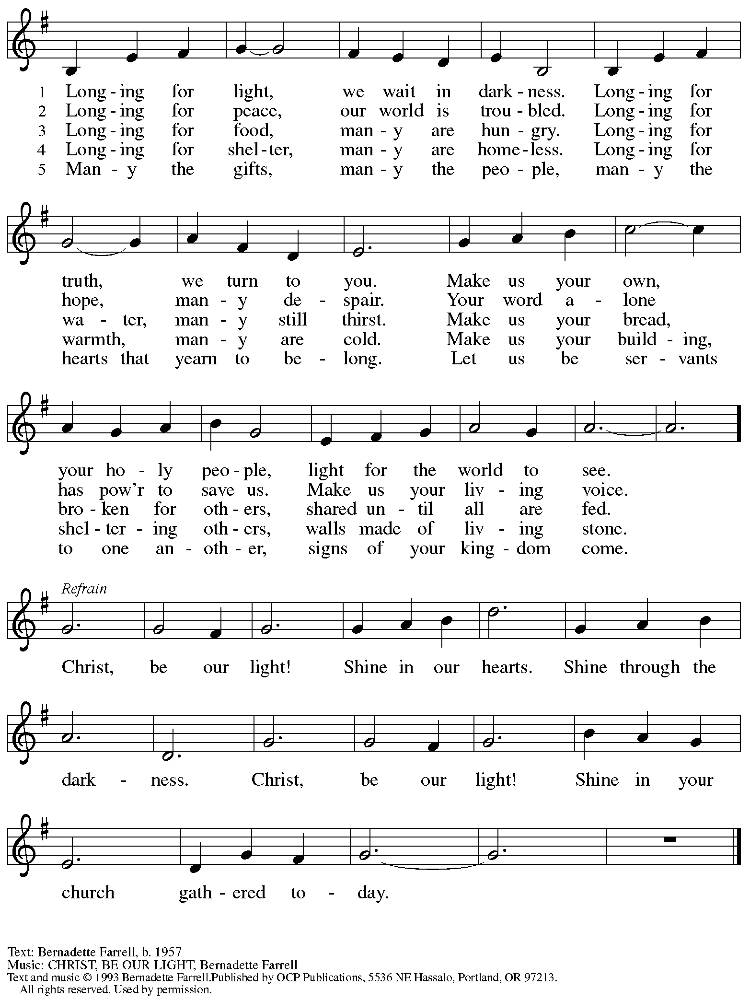 1 Long - ing for light, we wait in dark - ness. Long - ing for
2 Long - ing for peace, our world is trou - bled. Long - ing for
3 Long - ing for food, man - y are hun - gry. Long - ing for
4 Long - ing for shel - ter, man - y are home - less. Long - ing for
5 Man - y the gifts, man - y the peo - ple, man - y the
truth, we turn to you. Make us your own,
hope, man - y de - spair. Your word a - lone
wa - ter, man - y still thirst. Make us your bread,
warmth, man - y are cold. Make us your build - ing,
hearts that yearn to be - long. Let us be ser - vants
your ho - ly peo - ple, light for the world to see.
has pow'r to save us. Make us your liv - ing voice.
bro - ken for oth - ers, shared un - til all are fed.
shel - ter - ing oth - ers, walls made of liv - ing stone.
to one an - oth - er, signs of your king - dom come.
Refrain
Christ, be our light! Shine in our hearts. Shine through the
dark - ness. Christ, be our light! Shine in your
church gath - ered to - day.
Text: Bernadette Farrell, b. 1957
Music: CHRIST, BE OUR LIGHT, Bernadette Farrell
Text and music © 1993 Bernadette Farrell.Published by OCP Publications, 5536 NE Hassalo, Portland, OR 97213.
All rights reserved. Used by permission.